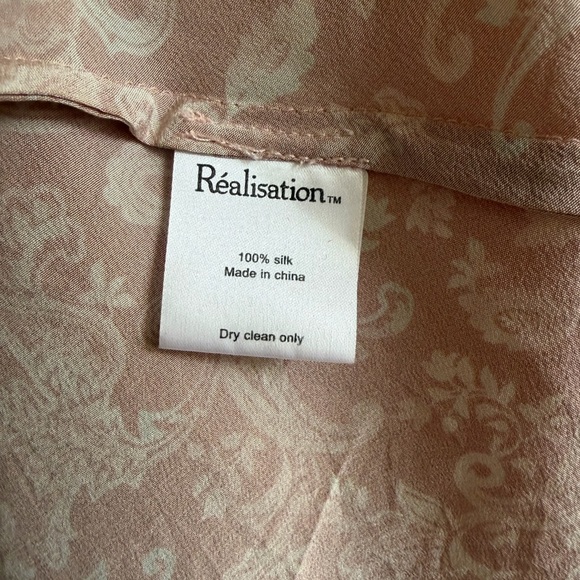 Réalisation™
100% silk
Made in china
Dry clean only